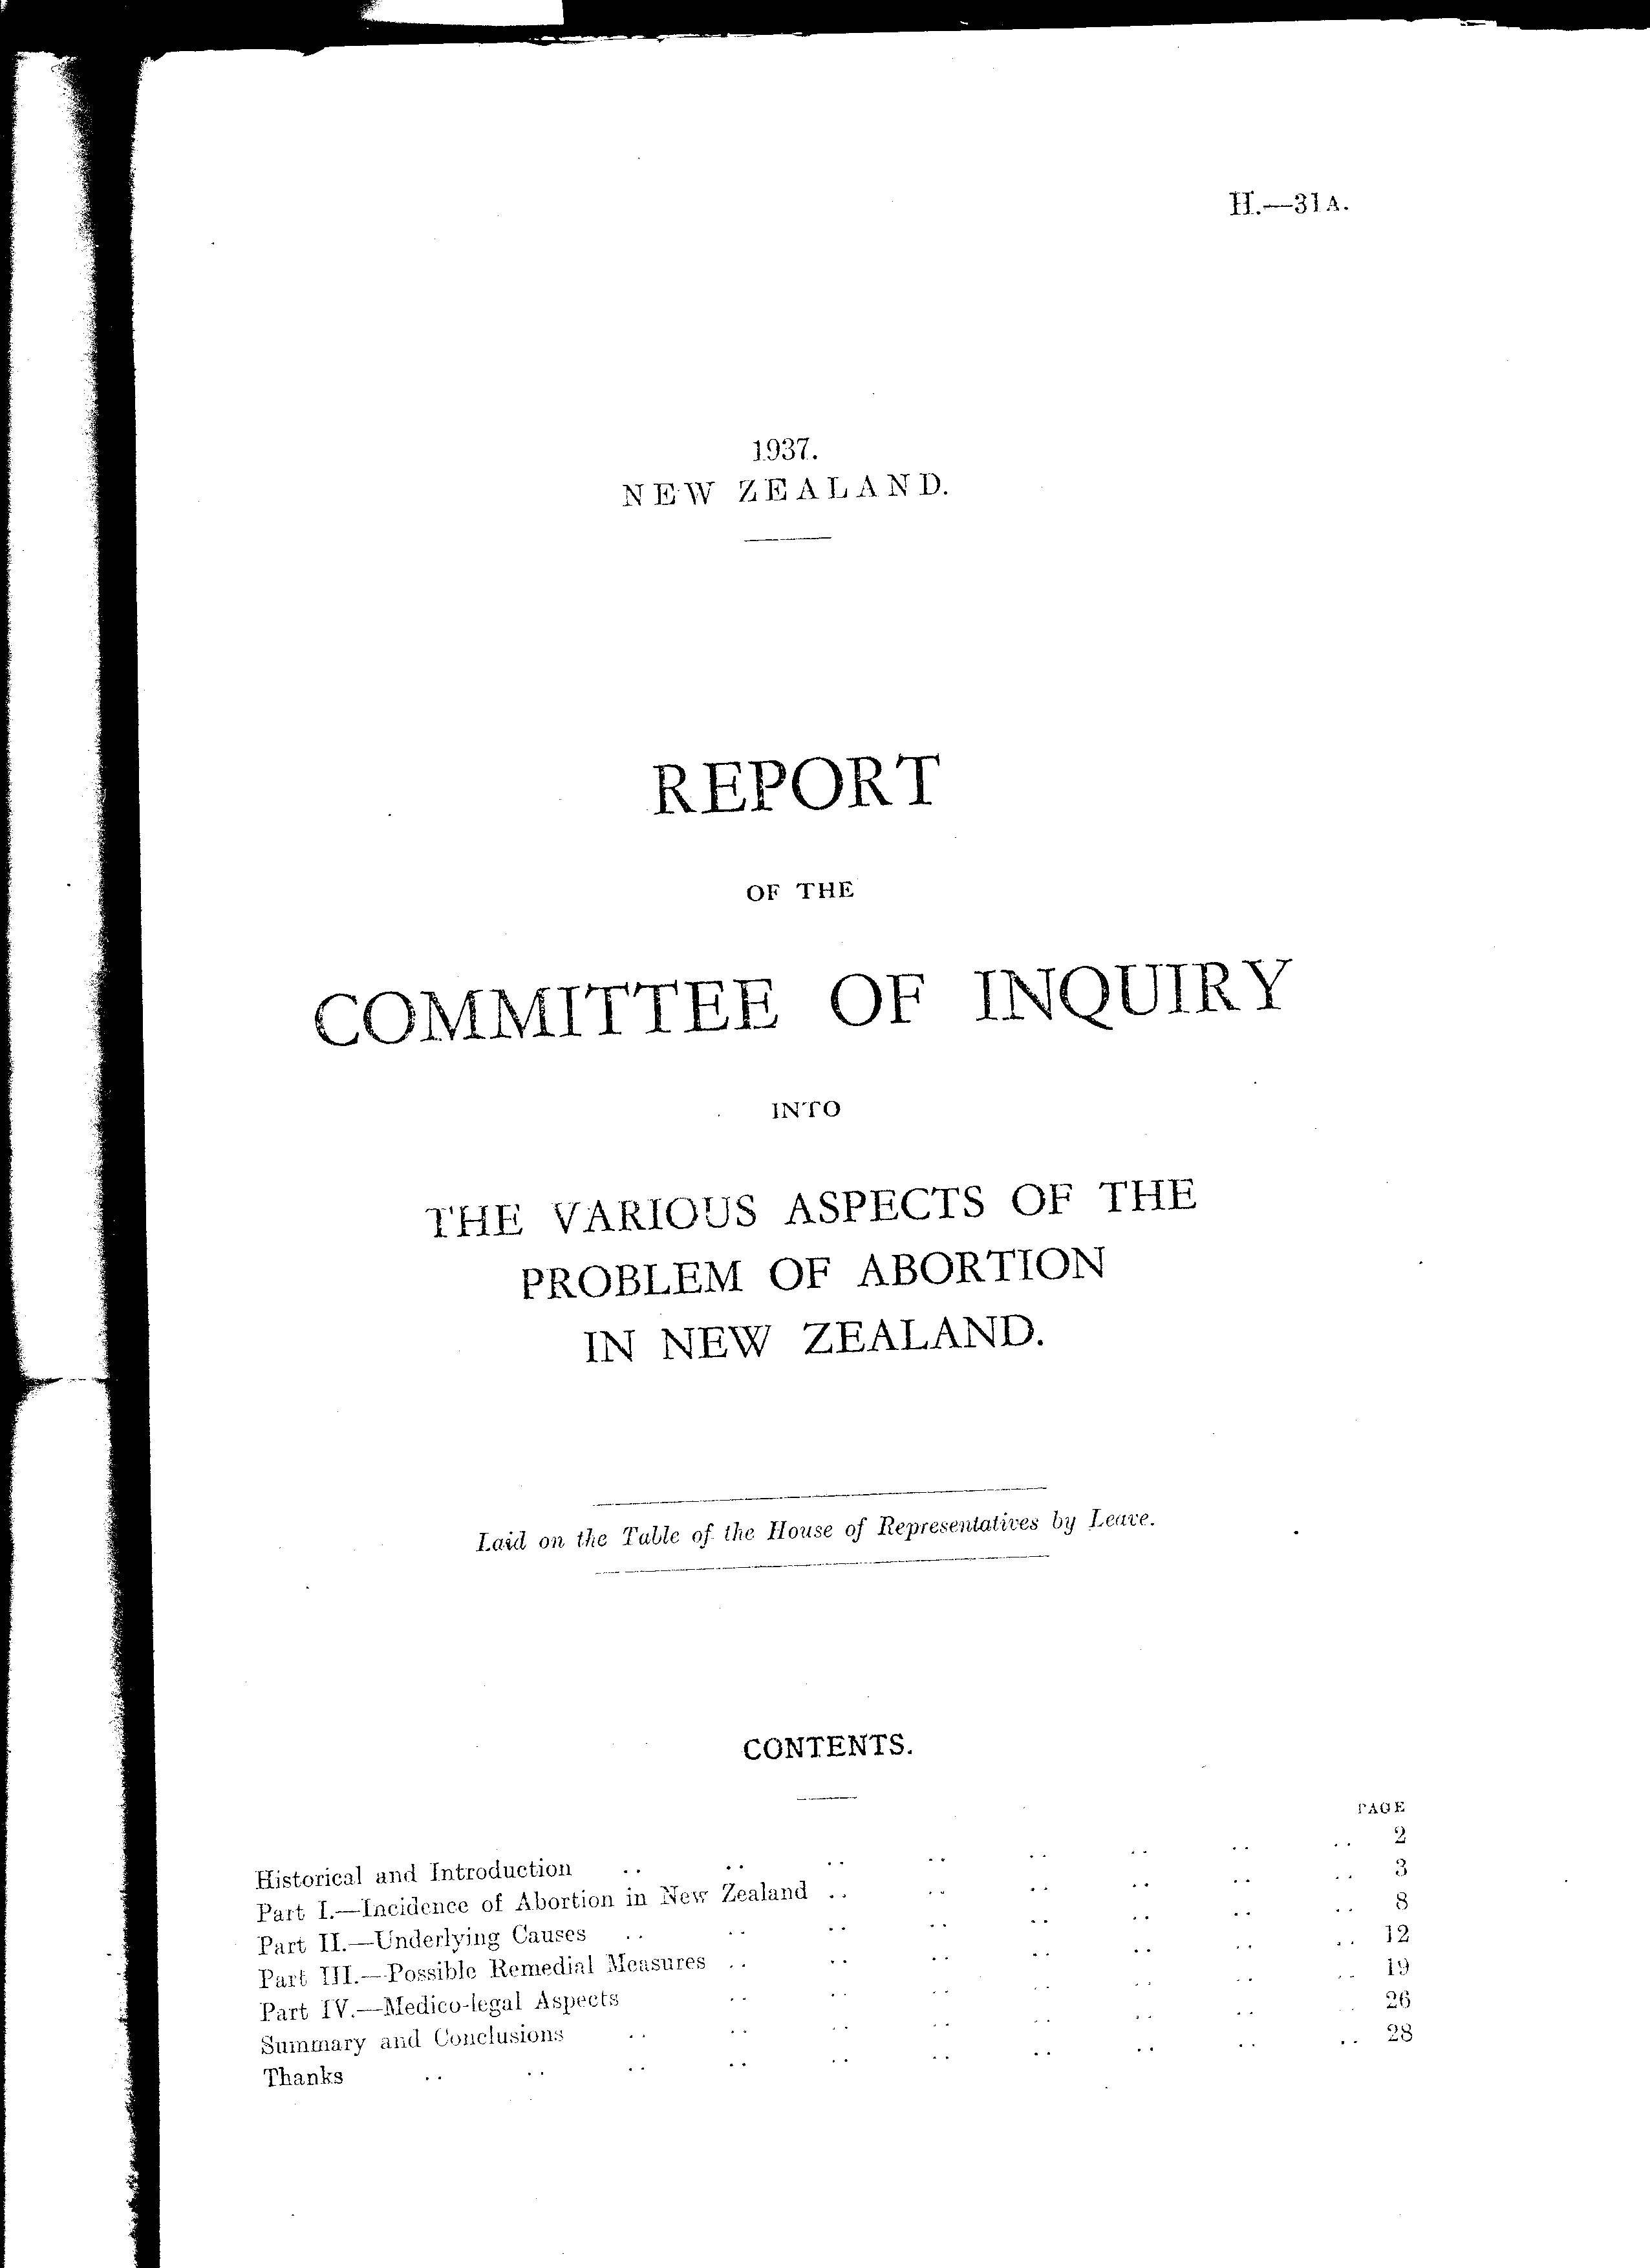 H.—31A.
1937.
NEW ZEALAND.
REPORT
OF THE
COMMITTEE OF INQUIRY
INTO
THE VARIOUS ASPECTS OF THE
PROBLEM OF ABORTION
IN NEW ZEALAND.
Laid on the Table of the House of Representatives by Leave.
CONTENTS.
PAGE
Historical and Introduction .. .. .. .. .. .. .. .. 2
Part I.—Incidence of Abortion in New Zealand .. .. .. .. .. .. 3
Part II.—Underlying Causes .. .. .. .. .. .. .. .. 8
Part III.—Possible Remedial Measures .. .. .. .. .. .. .. 12
Part IV.—Medico-legal Aspects .. .. .. .. .. .. .. 19
Summary and Conclusions .. .. .. .. .. .. .. .. 26
Thanks .. .. .. .. .. .. .. .. .. .. 28